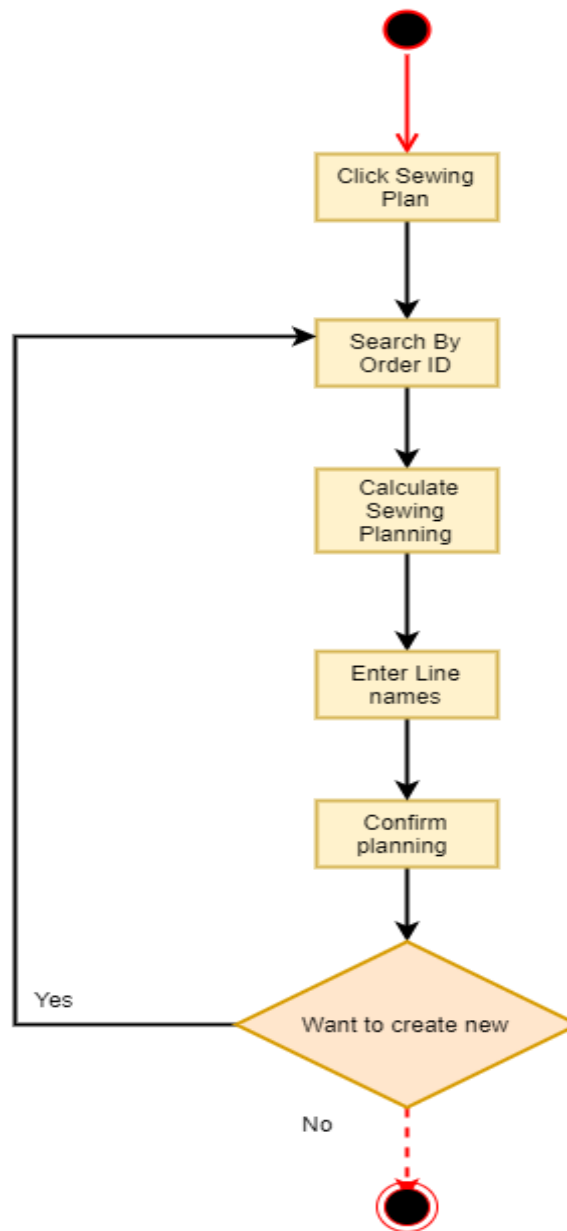 Click Sewing
Plan
Search By
Order ID
Calculate
Sewing
Planning
Enter Line
names
Confirm
planning
Yes
Want to create new
No